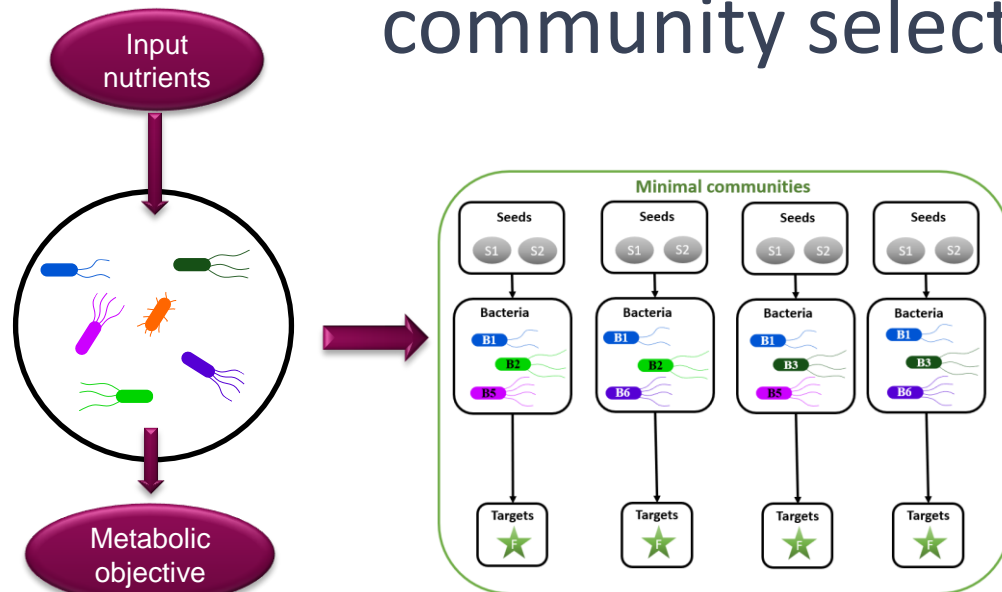 community select
Input
nutrients
Metabolic
objective
Minimal communities
Seeds
S1 S2
Bacteria
B1
B2
B5
Targets
F
Seeds
S1 S2
Bacteria
B1
B2
B6
Targets
F
Seeds
S1 S2
Bacteria
B1
B3
B5
Targets
F
Seeds
S1 S2
Bacteria
B1
B3
B6
Targets
F